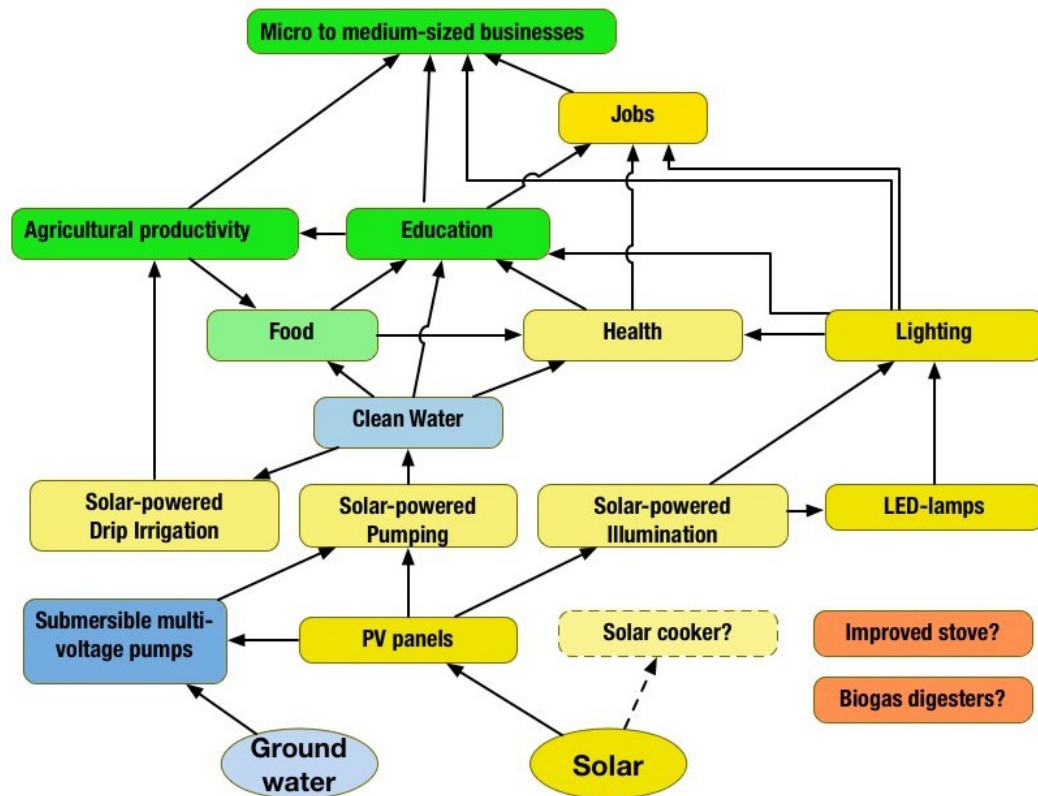 Micro to medium-sized businesses
Jobs
Agricultural productivity
Education
Food
Health
Lighting
Clean Water
Solar-powered
Drip Irrigation
Solar-powered
Pumping
Solar-powered
Illumination
LED-lamps
Submersible multi-
voltage pumps
PV panels
Solar cooker?
Improved stove?
Biogas digesters?
Ground
water
Solar